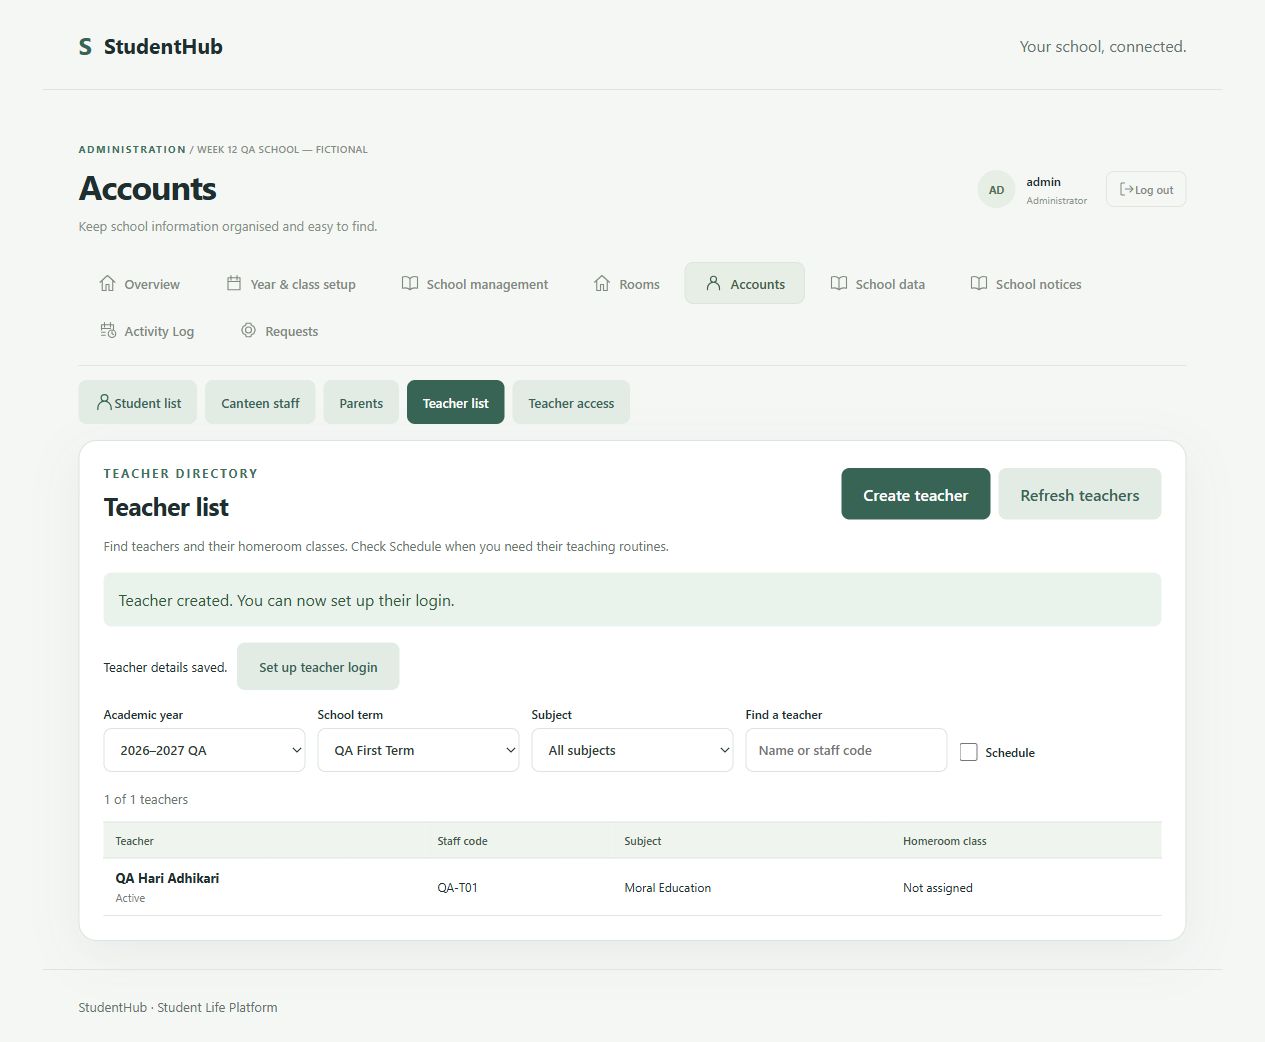 S StudentHub
Your school, connected.
ADMINISTRATION / WEEK 12 QA SCHOOL — FICTIONAL
Accounts
Keep school information organised and easy to find.
AD
admin
Administrator
Log out
Overview
Year & class setup
School management
Rooms
Accounts
School data
School notices
Activity Log
Requests
Student list
Canteen staff
Parents
Teacher list
Teacher access
TEACHER DIRECTORY
Teacher list
Create teacher
Refresh teachers
Find teachers and their homeroom classes. Check Schedule when you need their teaching routines.
Teacher created. You can now set up their login.
Teacher details saved.
Set up teacher login
Academic year
School term
Subject
Find a teacher
2026–2027 QA
QA First Term
All subjects
Name or staff code
Schedule
1 of 1 teachers
Teacher
Staff code
Subject
Homeroom class
QA Hari Adhikari
Active
QA-T01
Moral Education
Not assigned
StudentHub · Student Life Platform